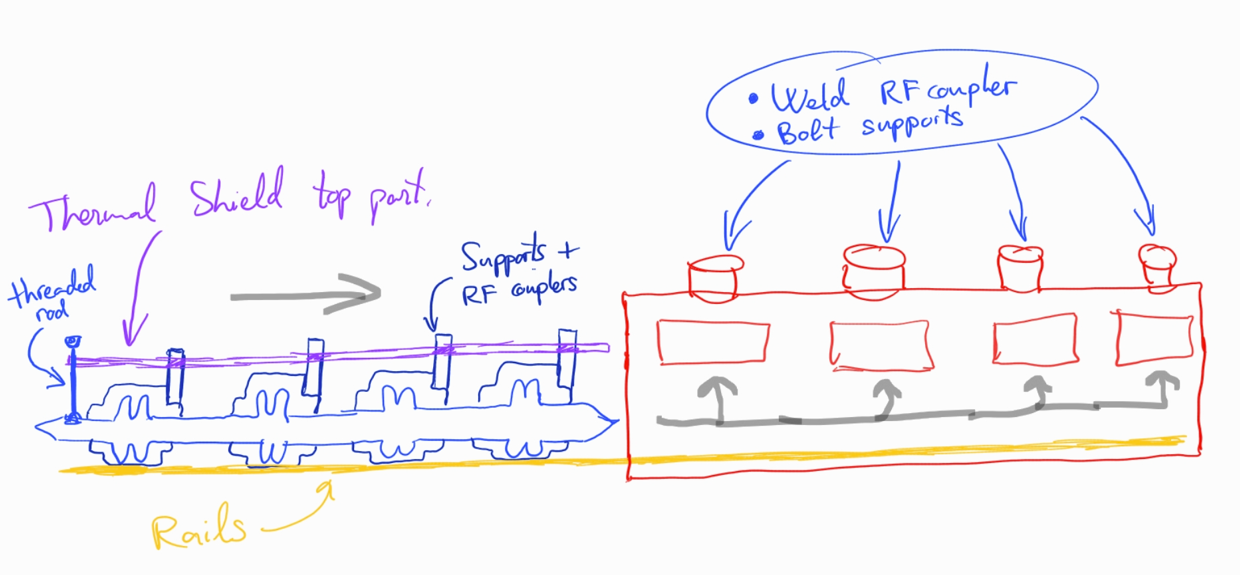 • Weld RF coupler
• Bolt supports
Thermal Shield top part.
Supports +
RF couplers
threaded
rod
Rails